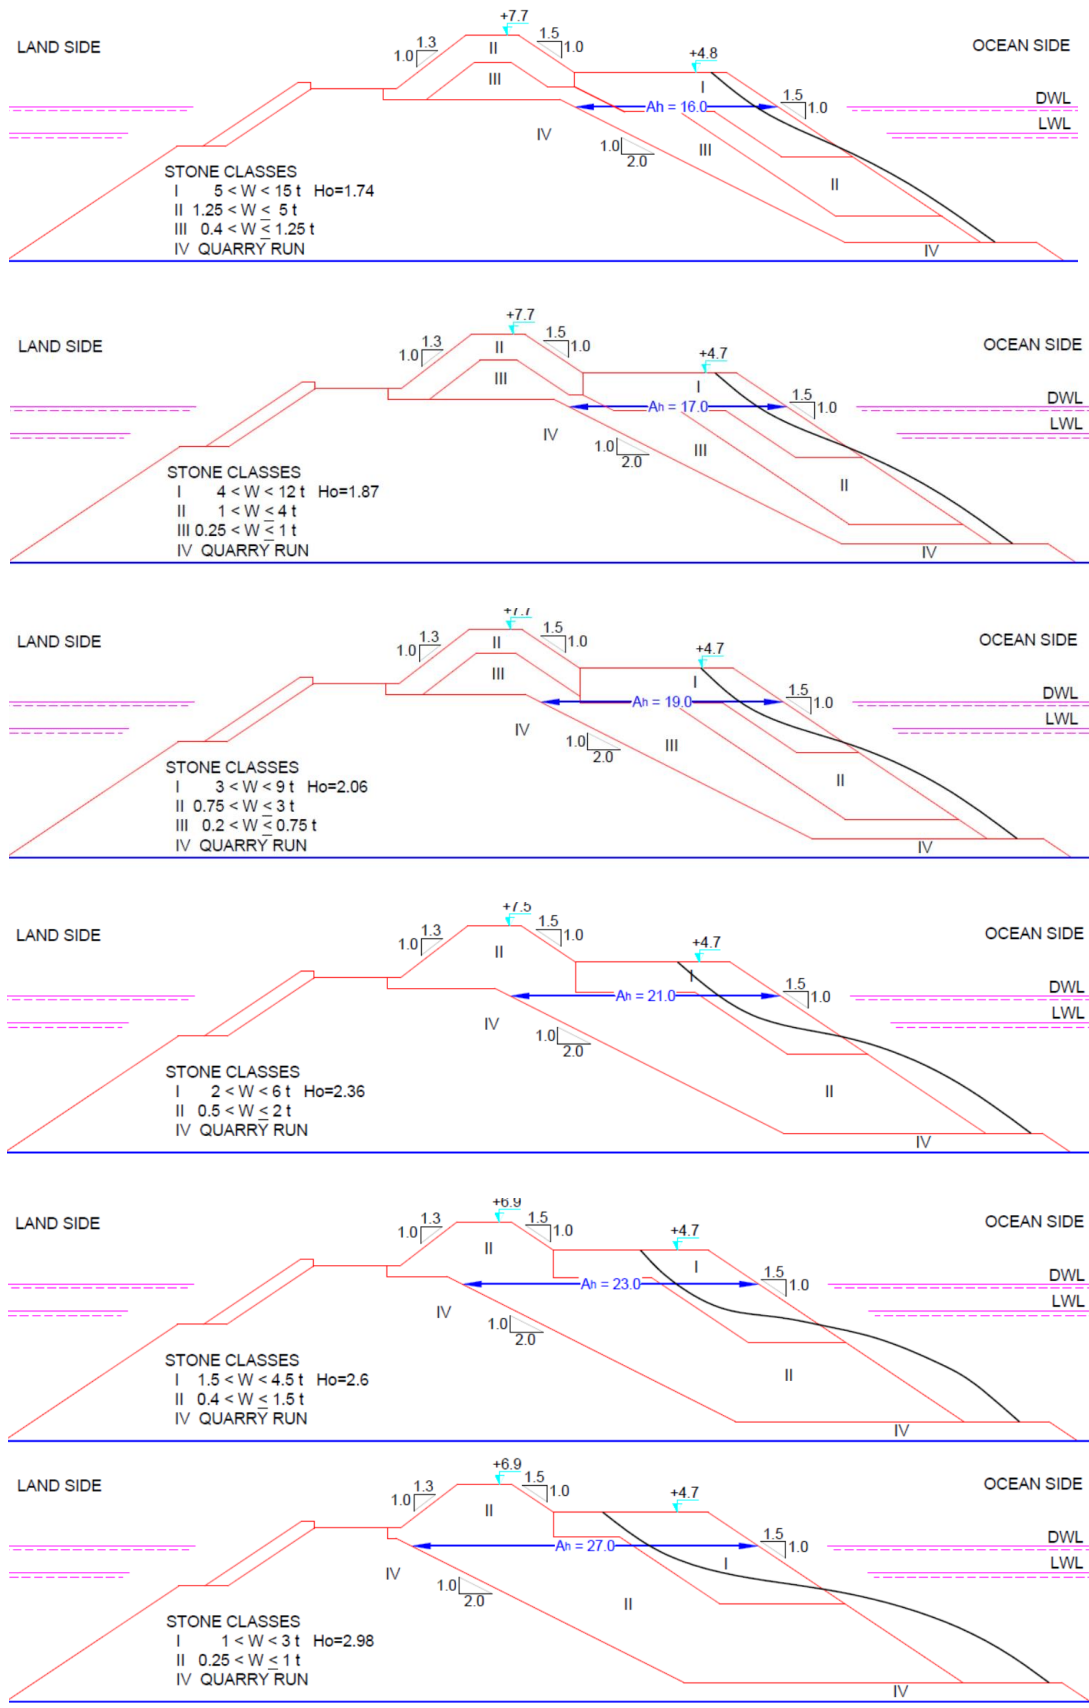 +7.7
LAND SIDE
OCEAN SIDE
1.3
1.0
II
1.5
1.0
+4.8
III
I
1.5
1.0
DWL
Ah = 16.0
LWL
IV
1.0
2.0
III
II
STONE CLASSES
I 5 < W < 15 t Ho=1.74
II 1.25 < W ≤ 5 t
III 0.4 < W ≤ 1.25 t
IV QUARRY RUN
IV
+7.7
LAND SIDE
OCEAN SIDE
1.3
1.0
II
1.5
1.0
+4.7
III
I
1.5
1.0
DWL
Ah = 17.0
LWL
IV
1.0
2.0
III
II
STONE CLASSES
I 4 < W < 12 t Ho=1.87
II 1 < W ≤ 4 t
III 0.25 < W ≤ 1 t
IV QUARRY RUN
IV
+7.7
LAND SIDE
OCEAN SIDE
1.3
1.0
II
1.5
1.0
+4.7
III
I
1.5
1.0
DWL
Ah = 19.0
LWL
IV
1.0
2.0
III
II
STONE CLASSES
I 3 < W < 9 t Ho=2.06
II 0.75 < W ≤ 3 t
III 0.2 < W ≤ 0.75 t
IV QUARRY RUN
IV
+7.5
LAND SIDE
OCEAN SIDE
1.3
1.0
II
1.5
1.0
+4.7
I
1.5
1.0
DWL
Ah = 21.0
LWL
IV
1.0
2.0
STONE CLASSES
I 2 < W < 6 t Ho=2.36
II 0.5 < W ≤ 2 t
IV QUARRY RUN
II
IV
+6.9
LAND SIDE
OCEAN SIDE
1.3
1.0
II
1.5
1.0
+4.7
I
1.5
1.0
DWL
Ah = 23.0
LWL
IV
1.0
2.0
STONE CLASSES
I 1.5 < W < 4.5 t Ho=2.6
II 0.4 < W ≤ 1.5 t
IV QUARRY RUN
II
IV
+6.9
LAND SIDE
OCEAN SIDE
1.3
1.0
II
1.5
1.0
+4.7
1.5
1.0
DWL
Ah = 27.0
LWL
I
IV
1.0
2.0
II
STONE CLASSES
I 1 < W < 3 t Ho=2.98
II 0.25 < W ≤ 1 t
IV QUARRY RUN
IV